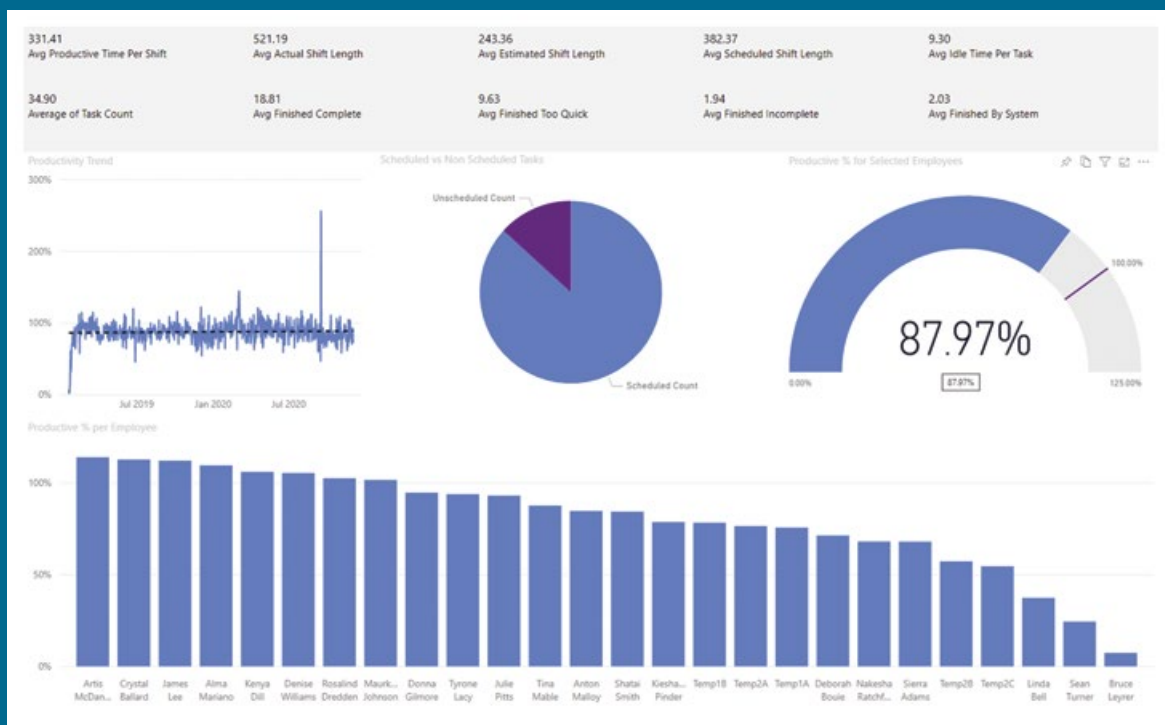 331.41
Avg Productive Time Per Shift
521.19
Avg Actual Shift Length
243.36
Avg Estimated Shift Length
382.37
Avg Scheduled Shift Length
9.30
Avg Idle Time Per Task
34.90
Average of Task Count
18.81
Avg Finished Complete
9.63
Avg Finished Too Quick
1.94
Avg Finished Incomplete
2.03
Avg Finished By System
Productivity Trend
300%
200%
100%
0%
Jul 2019
Jan 2020
Jul 2020
Scheduled vs Non Scheduled Tasks
Unscheduled Count
Scheduled Count
Productive % for Selected Employees
100.00%
87.97%
87.97%
0.00%
125.00%
Productive % per Employee
100%
50%
0%
Artis
McDan...
Crystal
Ballard
James
Lee
Alma
Mariano
Kenya
Dill
Denise
Williams
Rosalind
Dredden
Maurk...
Johnson
Donna
Gilmore
Tyrone
Lacy
Julie
Pitts
Tina
Mable
Anton
Malloy
Shatai
Smith
Kiesha...
Pinder
Temp1B
Temp2A
Temp1A
Deborah
Bouie
Nakesha
Ratchf...
Sierra
Adams
Temp2B
Temp2C
Linda
Bell
Sean
Turner
Bruce
Leyrer